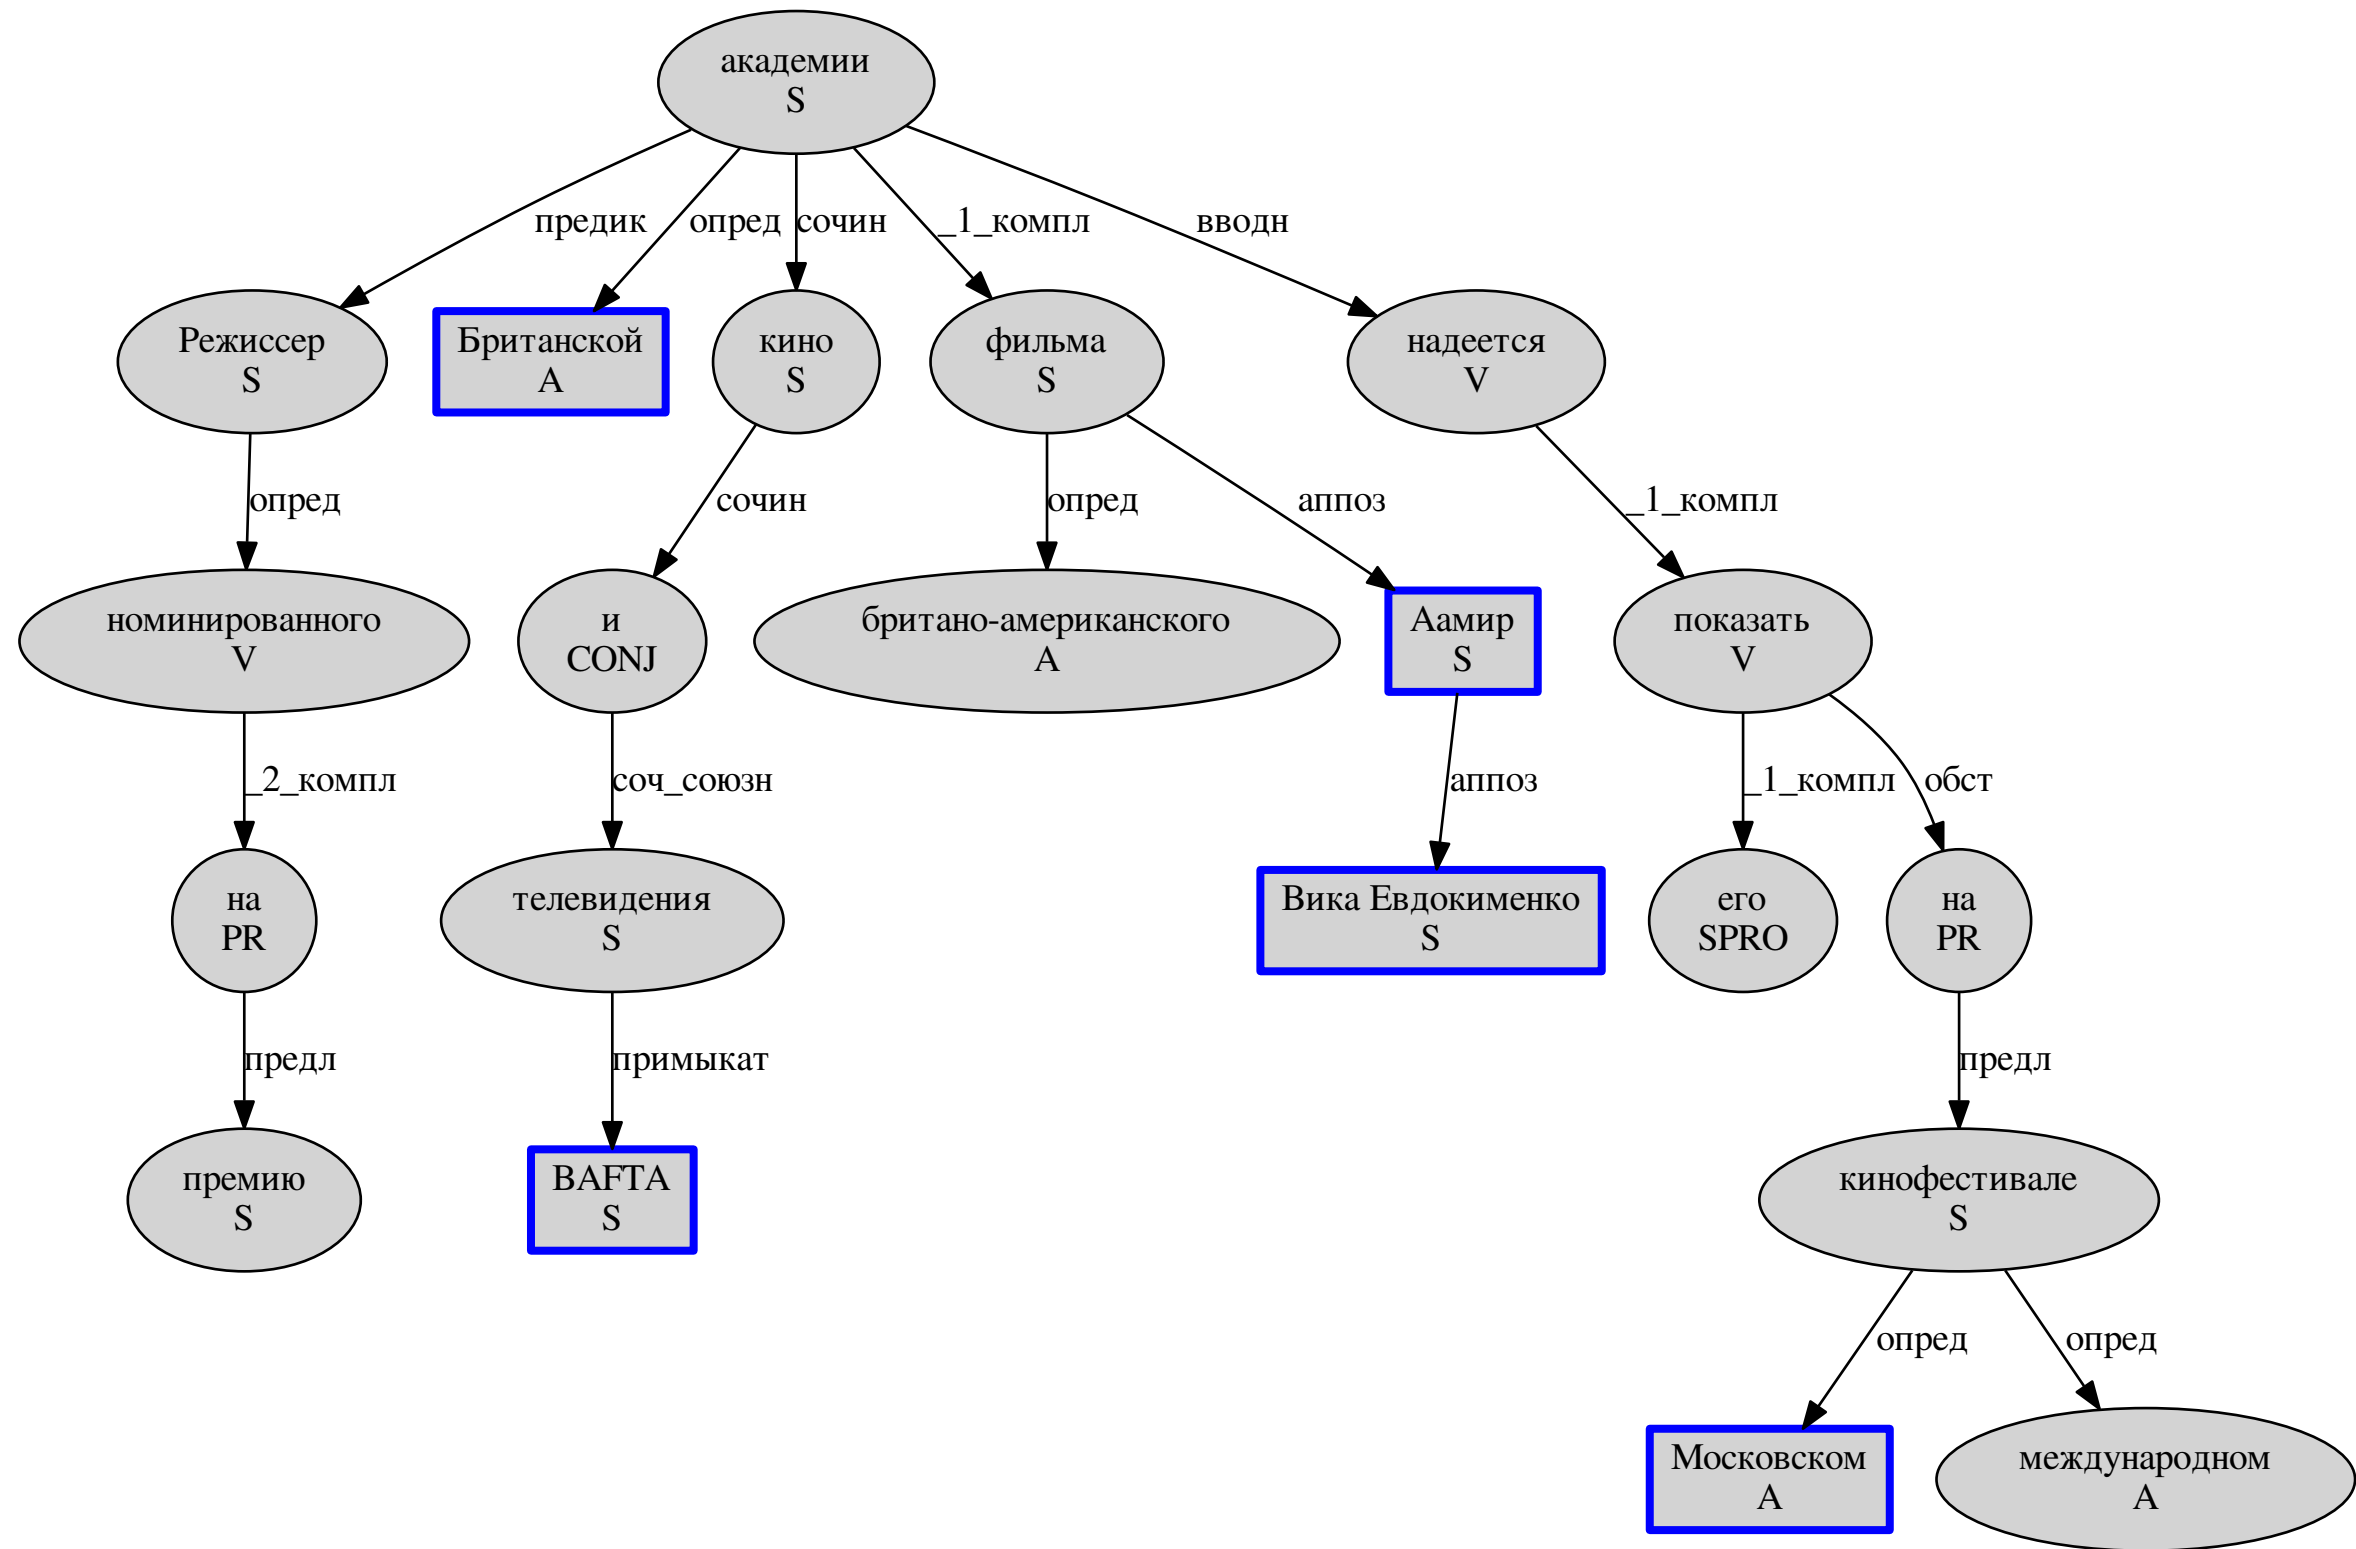 академии
S
предик
опред
сочин
_1_компл
вводн
Режиссер
S
Британской
A
кино
S
фильма
S
надеется
V
опред
сочин
опред
аппоз
_1_компл
номинированного
V
и
CONJ
британо-американского
A
Аамир
S
показать
V
_2_компл
соч_союзн
аппоз
_1_компл
обст
на
PR
телевидения
S
Вика Евдокименко
S
его
SPRO
на
PR
предл
примыкат
предл
премию
S
BAFTA
S
кинофестивале
S
опред
опред
Московском
A
международном
A